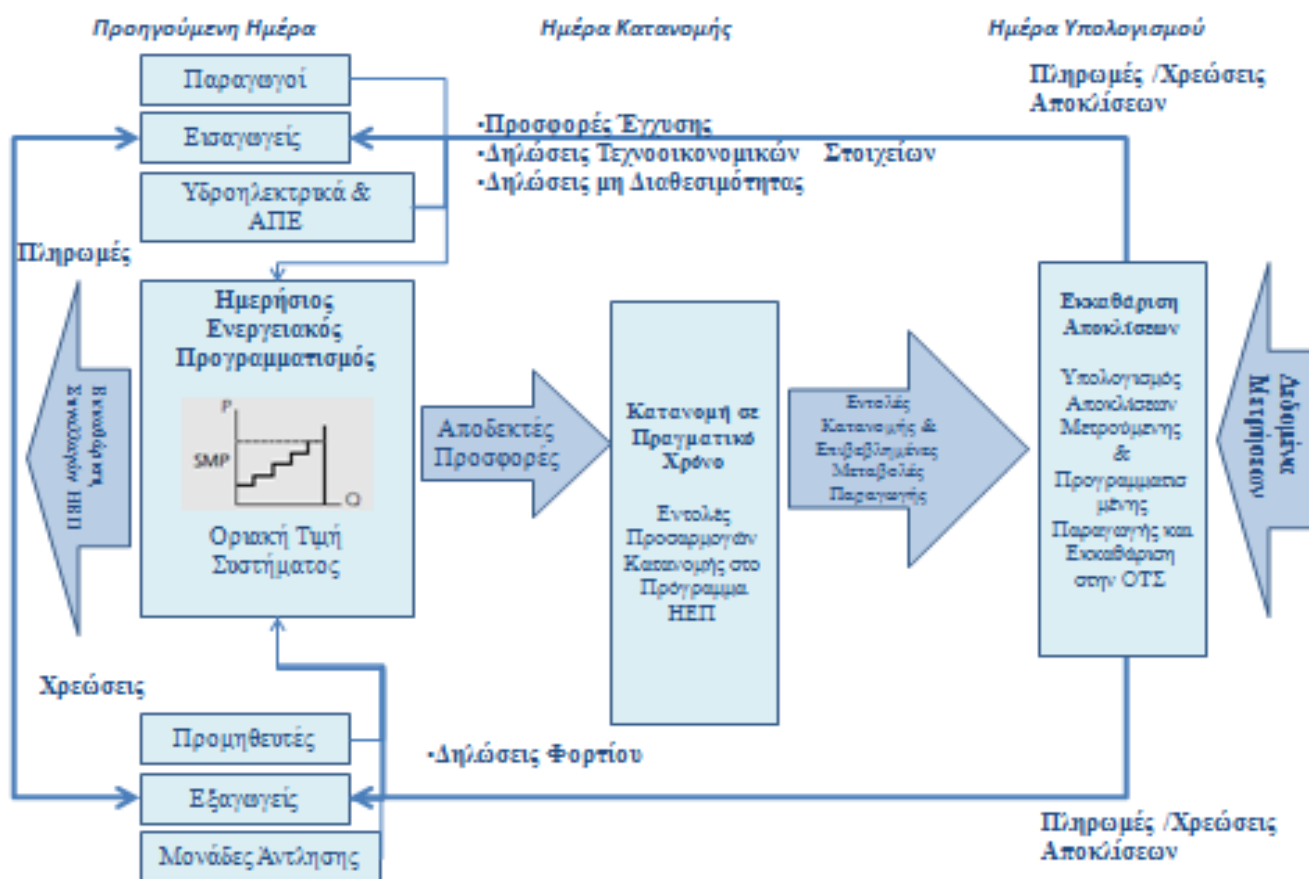 Προηγούμενη Ημέρα
Ημέρα Κατανομής
Ημέρα Υπολογισμού
Παραγωγοί
Εισαγωγείς
Υδροηλεκτρικά &
ΑΠΕ
•Προσφορές Έγχυσης
•Δηλώσεις Τεχνοοικονομικών Στοιχείων
•Δηλώσεις μη Διαθεσιμότητας
Πληρωμές /Χρεώσεις
Αποκλίσεων
Πληρωμές
Εκκαθάριση
Συναλλαγών ΗΕΠ
Ημερήσιος
Ενεργειακός
Προγραμματισμός
P
SMP
Q
Οριακή Τιμή
Συστήματος
Αποδεκτές
Προσφορές
Κατανομή σε
Πραγματικό
Χρόνο
Εντολές
Προσαρμογών
Κατανομής στο
Πρόγραμμα
ΗΕΠ
Εντολές
Κατανομής &
Επιβεβλημένες
Μεταβολές
Παραγωγής
Εκκαθάριση
Αποκλίσεων
Υπολογισμός
Αποκλίσεων
Μετρούμενης
&
Προγραμματισ
μένης
Παραγωγής και
Εκκαθάριση
στην ΟΤΣ
Δεδομένα
Μετρήσεων
Χρεώσεις
Προμηθευτές
Εξαγωγείς
Μονάδες Άντλησης
•Δηλώσεις Φορτίου
Πληρωμές /Χρεώσεις
Αποκλίσεων